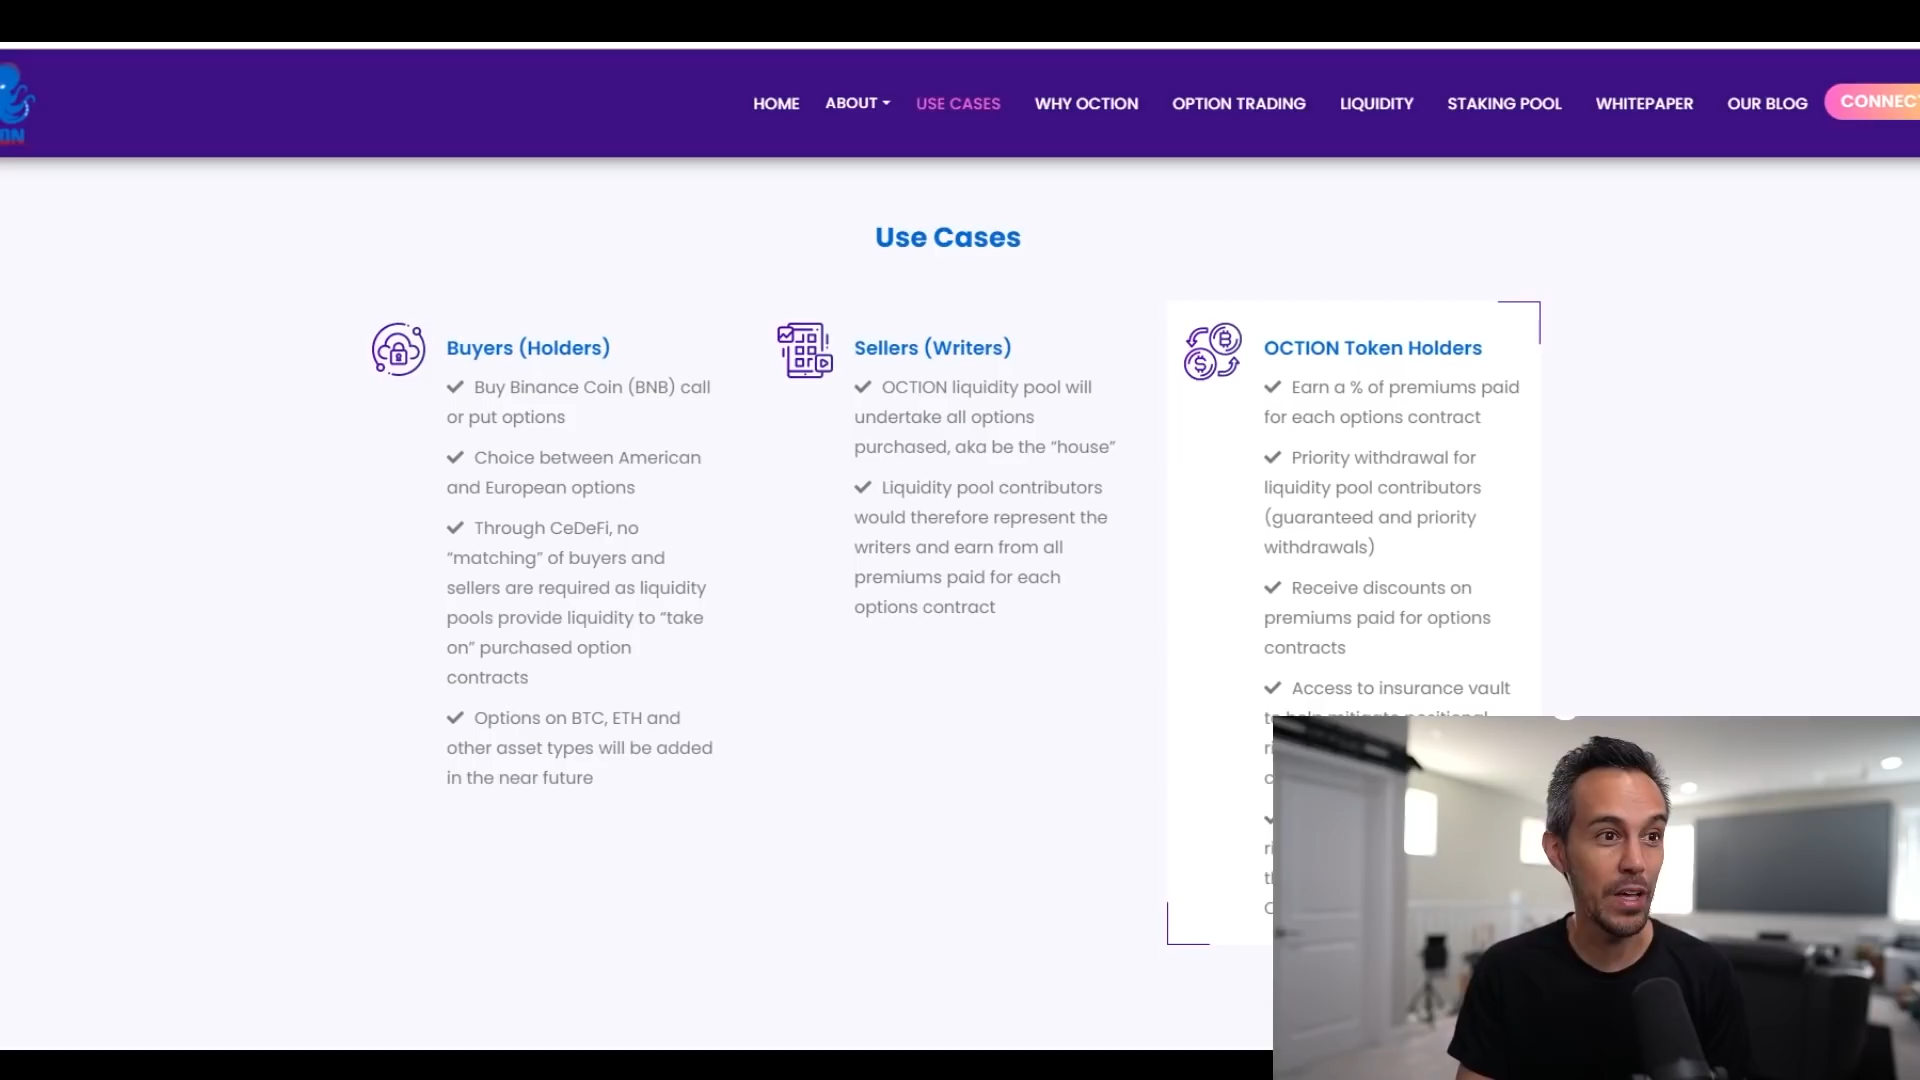 HOME ABOUT USE CASES WHY OCTION OPTION TRADING LIQUIDITY STAKING POOL WHITEPAPER OUR BLOG CONNECT
Use Cases
Buyers (Holders)
Buy Binance Coin (BNB) call
or put options
Choice between American
and European options
Through CeDeFi, no
“matching” of buyers and
sellers are required as liquidity
pools provide liquidity to “take
on” purchased option
contracts
Options on BTC, ETH and
other asset types will be added
in the near future
Sellers (Writers)
OCTION liquidity pool will
undertake all options
purchased, aka be the “house”
Liquidity pool contributors
would therefore represent the
writers and earn from all
premiums paid for each
options contract
OCTION Token Holders
Earn a % of premiums paid
for each options contract
Priority withdrawal for
liquidity pool contributors
(guaranteed and priority
withdrawals)
Receive discounts on
premiums paid for options
contracts
Access to insurance vault